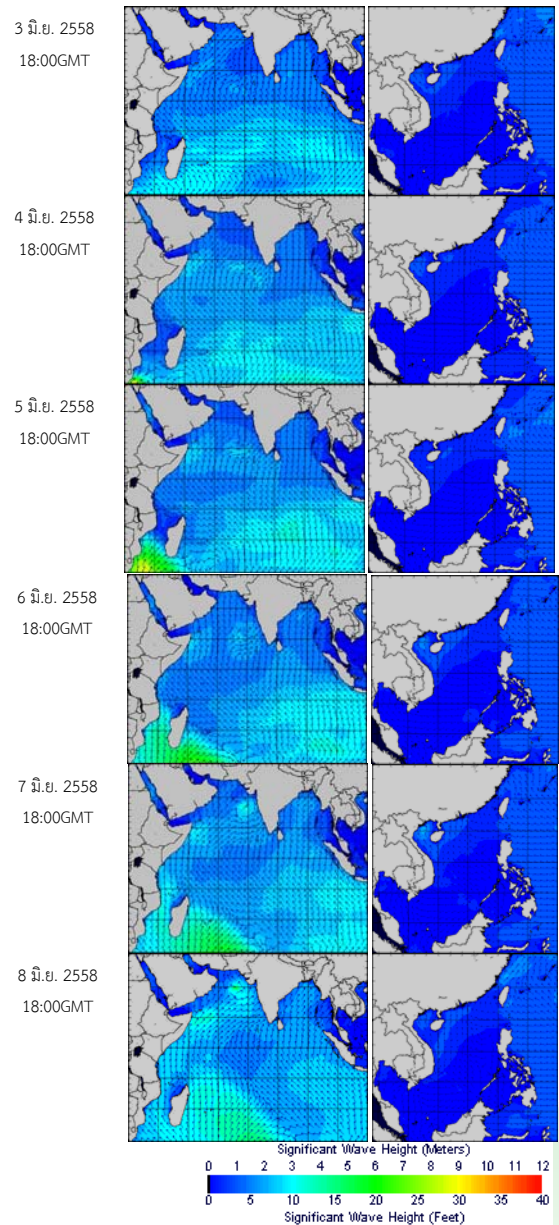 3 มิ.ย. 2558
18:00GMT
4 มิ.ย. 2558
18:00GMT
5 มิ.ย. 2558
18:00GMT
6 มิ.ย. 2558
18:00GMT
7 มิ.ย. 2558
18:00GMT
8 มิ.ย. 2558
18:00GMT
Significant Wave Height (Meters)
0 1 2 3 4 5 6 7 8 9 10 11 12
0 5 10 15 20 25 30 35 40
Significant Wave Height (Feet)